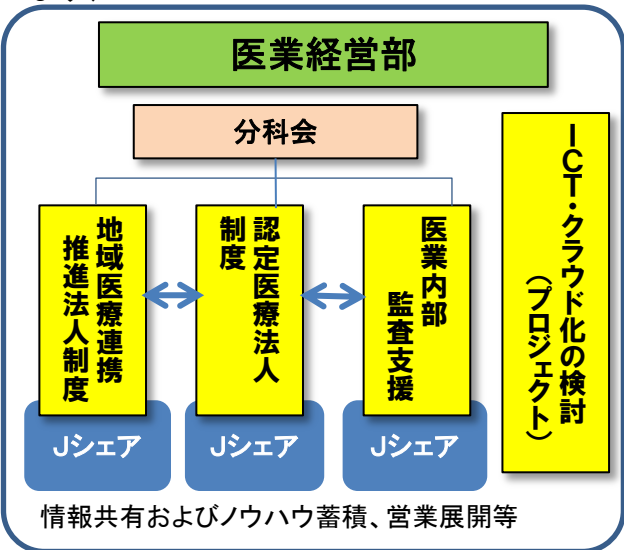 医業経営部
分科会
地域医療連携
推進法人制度
認定医療法人
制度
医業内部
監査支援
ICT・クラウド化の検討
(プロジェクト)
Jシェア
Jシェア
Jシェア
情報共有およびノウハウ蓄積、営業展開等